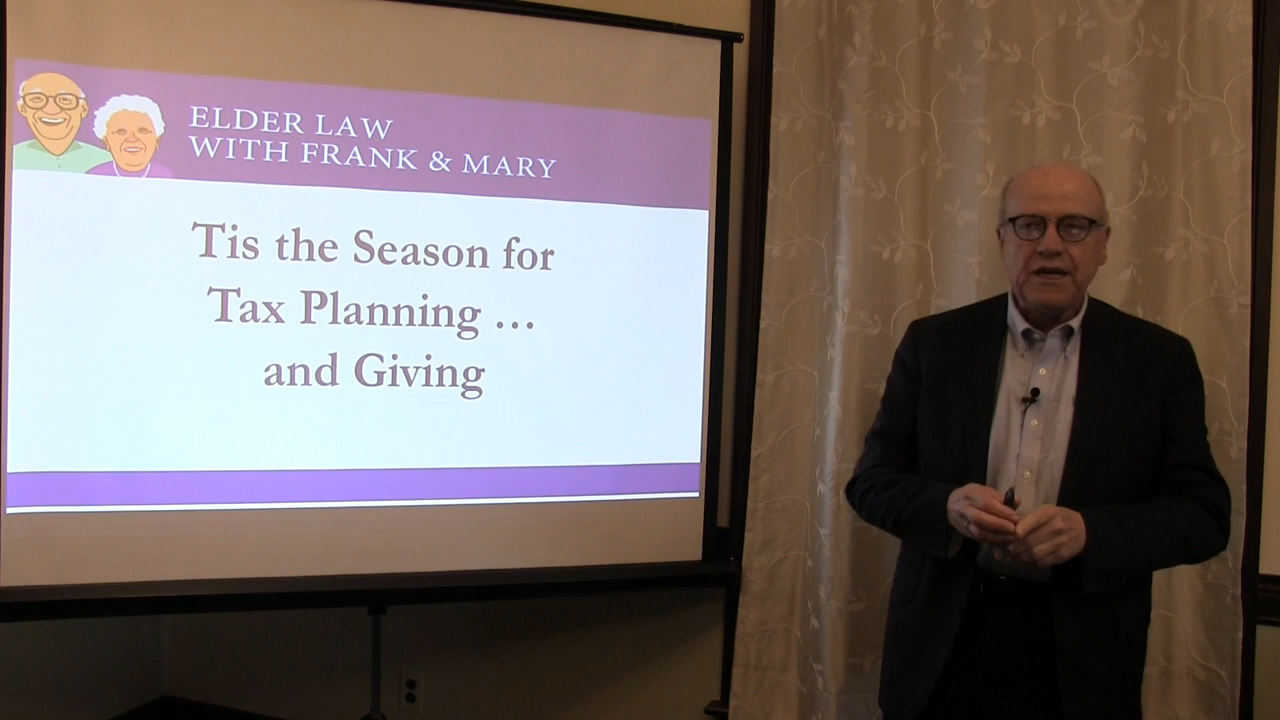 ELDER LAW
WITH FRANK & MARY
Tis the Season for
Tax Planning …
and Giving